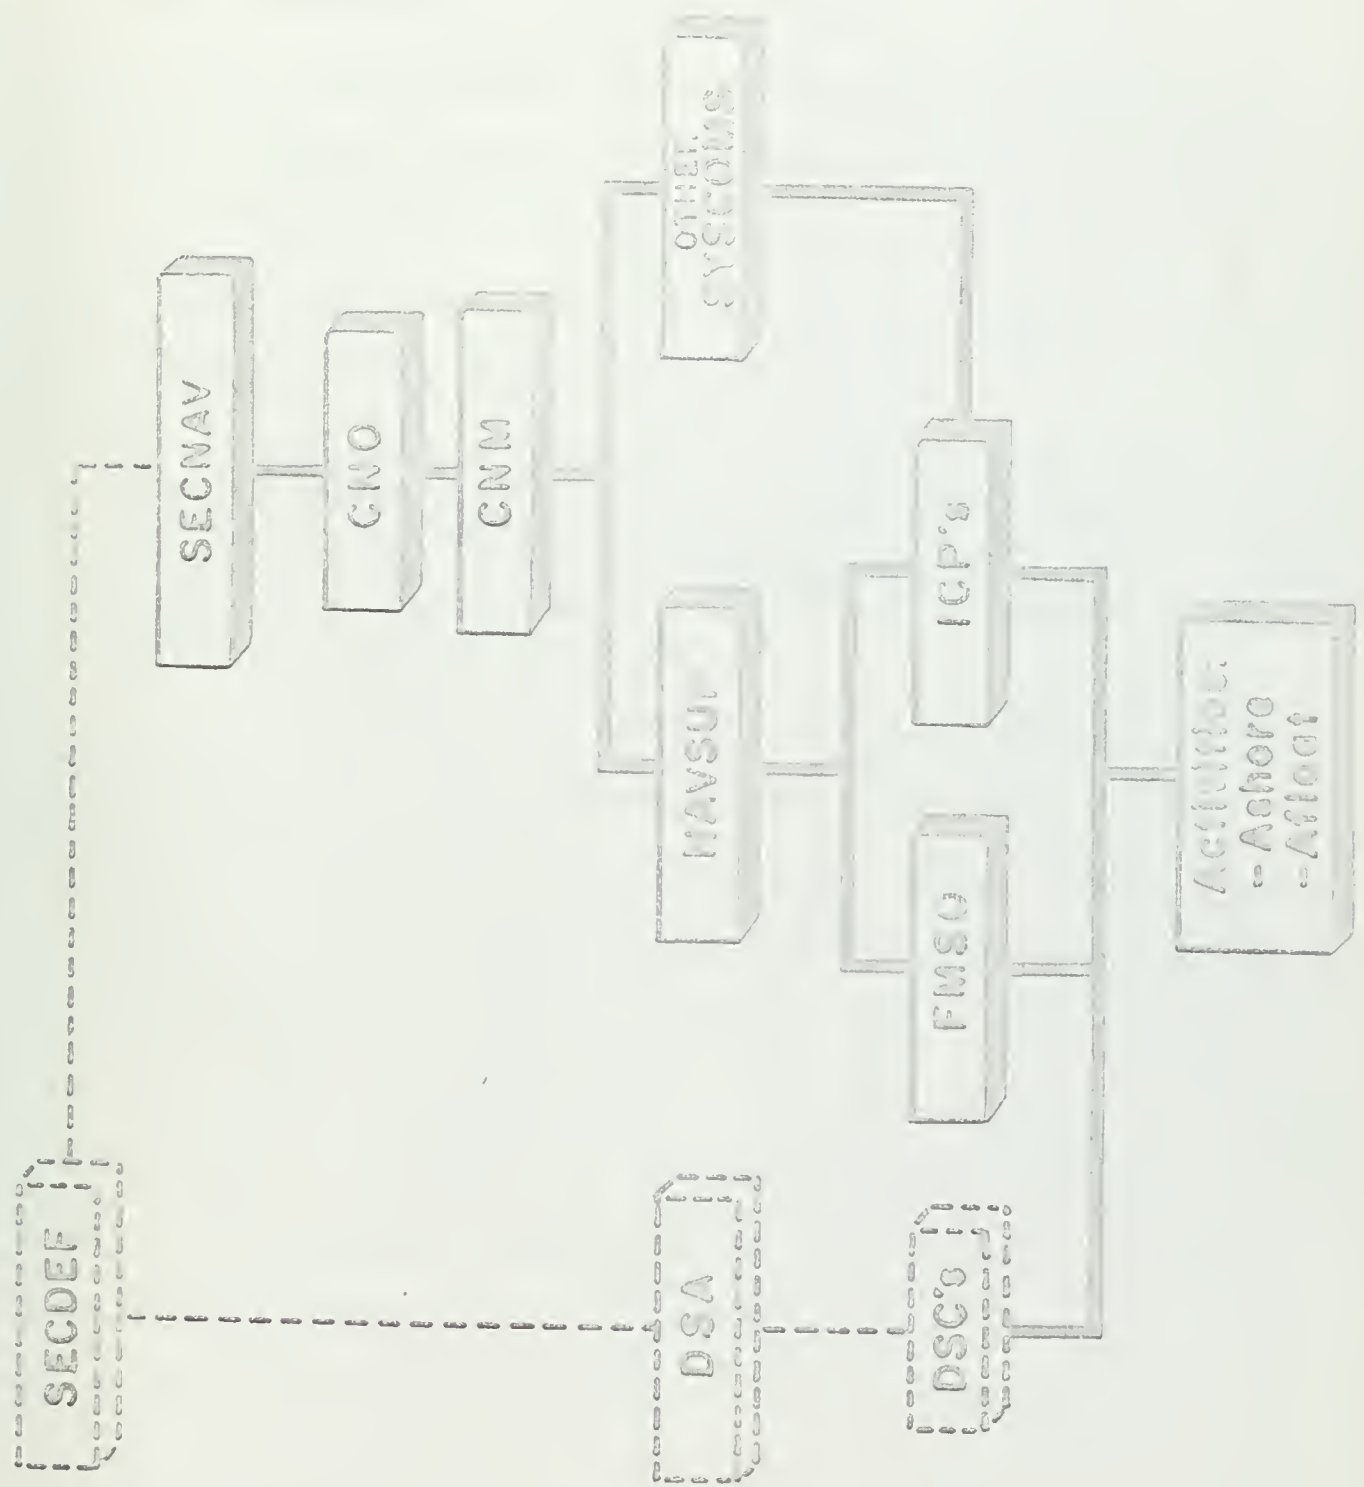 SECDEF
SECNAV
CNO
CNM
OTHER
SYSCOMS
NAVSUP
DSA
ICP's
FMSO
DSC's
Activities:
-Ashore
-Afloat